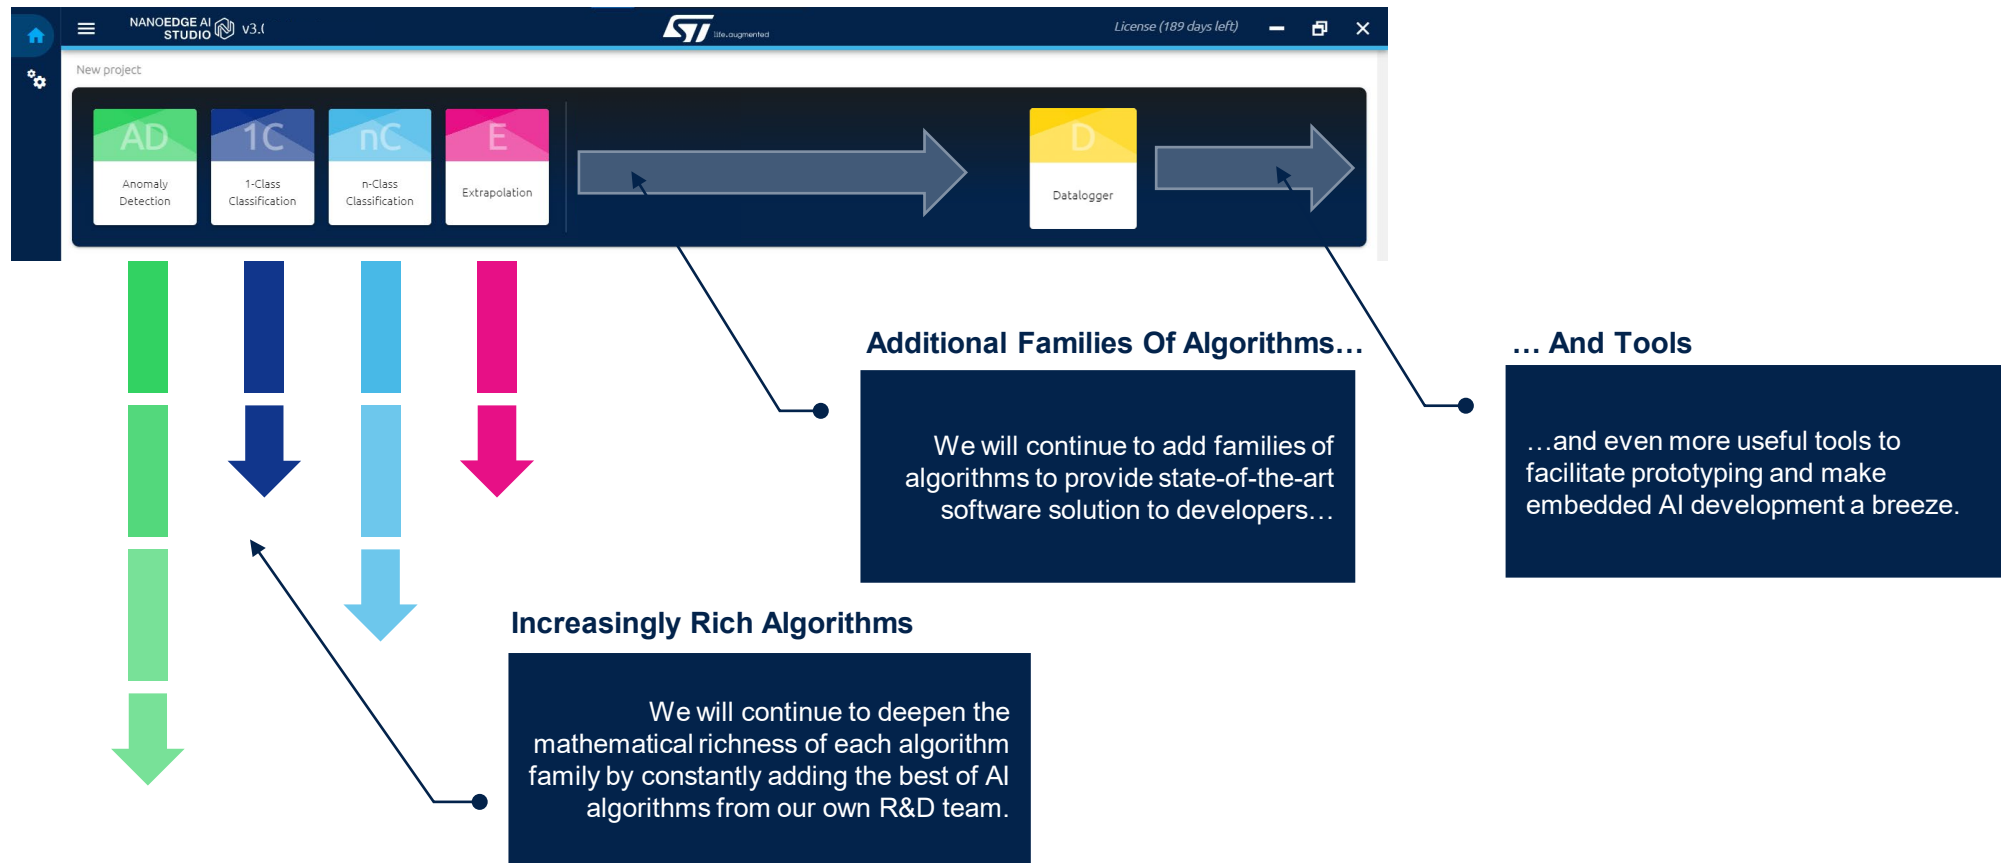 NANOEDGE AI
STUDIO
v3.(
ST
life.augmented
License (189 days left)
New project
AD
Anomaly
Detection
1C
1-Class
Classification
nC
n-Class
Classification
E
Extrapolation
D
Datalogger
Additional Families Of Algorithms…
We will continue to add families of
algorithms to provide state-of-the-art
software solution to developers…
… And Tools
…and even more useful tools to
facilitate prototyping and make
embedded AI development a breeze.
Increasingly Rich Algorithms
We will continue to deepen the
mathematical richness of each algorithm
family by constantly adding the best of AI
algorithms from our own R&D team.